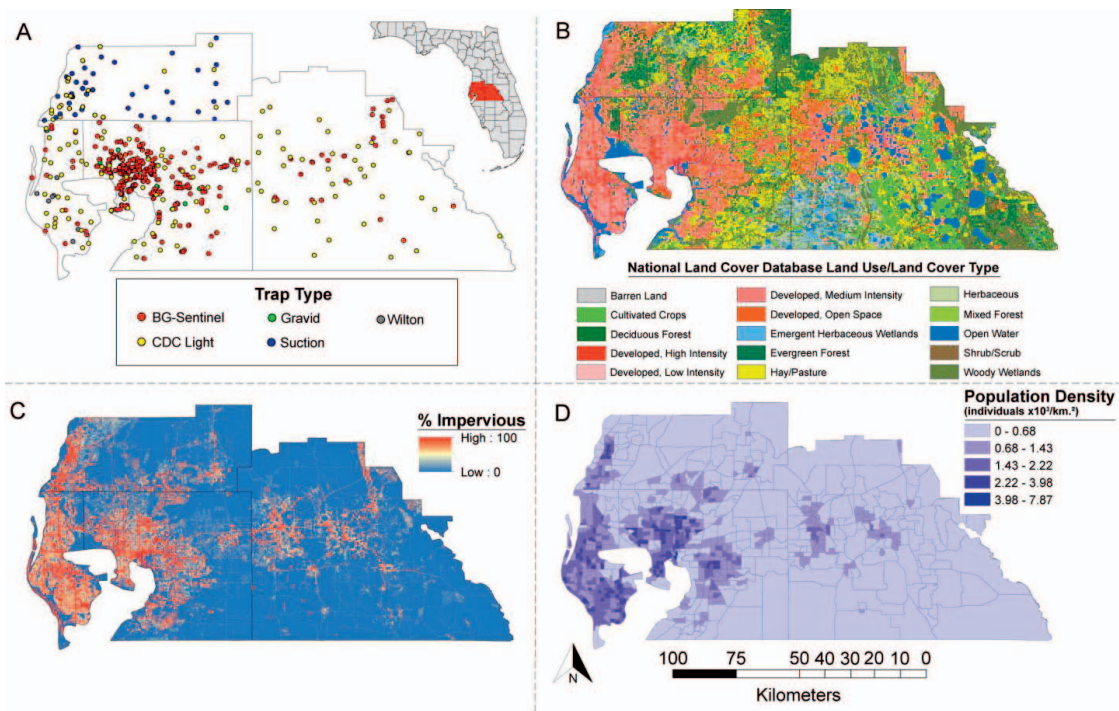 A
Trap Type
BG-Sentinel
Gravid
Wilton
CDC Light
Suction
B
National Land Cover Database Land Use/Land Cover Type
Barren Land
Cultivated Crops
Deciduous Forest
Developed, High Intensity
Developed, Low Intensity
Developed, Medium Intensity
Developed, Open Space
Emergent Herbaceous Wetlands
Evergreen Forest
Hay/Pasture
Herbaceous
Mixed Forest
Open Water
Shrub/Scrub
Woody Wetlands
C
% Impervious
High : 100
Low : 0
D
Population Density
(individuals x10³/km.²)
0 - 0.68
0.68 - 1.43
1.43 - 2.22
2.22 - 3.98
3.98 - 7.87
N
100 75 50 40 30 20 10 0
Kilometers